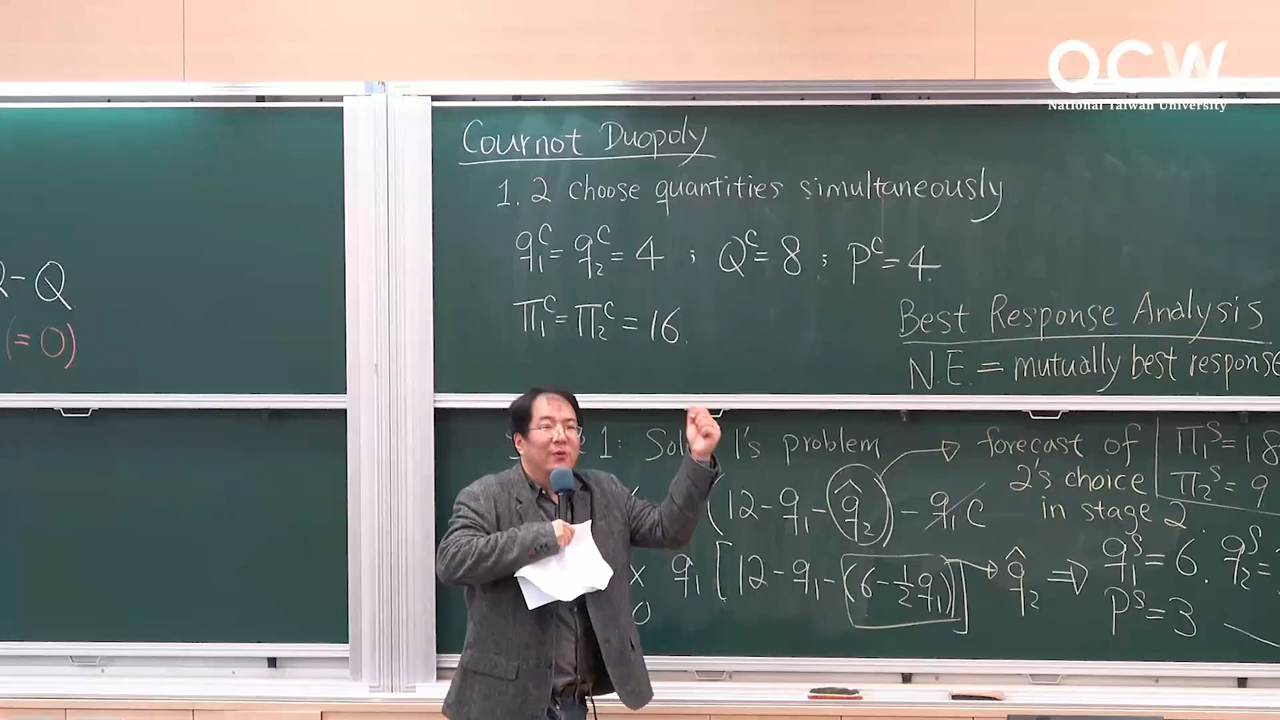 OCW
National Taiwan University
- Q
(= 0)
Cournot Duopoly
1. 2 choose quantities simultaneously
q₁ᶜ = q₂ᶜ = 4 ; Qᶜ = 8 ; Pᶜ = 4
Π₁ᶜ = Π₂ᶜ = 16.
Best Response Analysis
N.E. = mutually best response
1: Sol 1's problem
forecast of 2's choice in stage 2.
Π₁ˢ = 18
Π₂ˢ = 9
(12 - q₁ - q̂₂) - q₁C
q₁[12 - q₁ - (6 - ½q₁)] → q̂₂ ⇒ q₁ˢ = 6. q₂ˢ =
0
Pˢ = 3